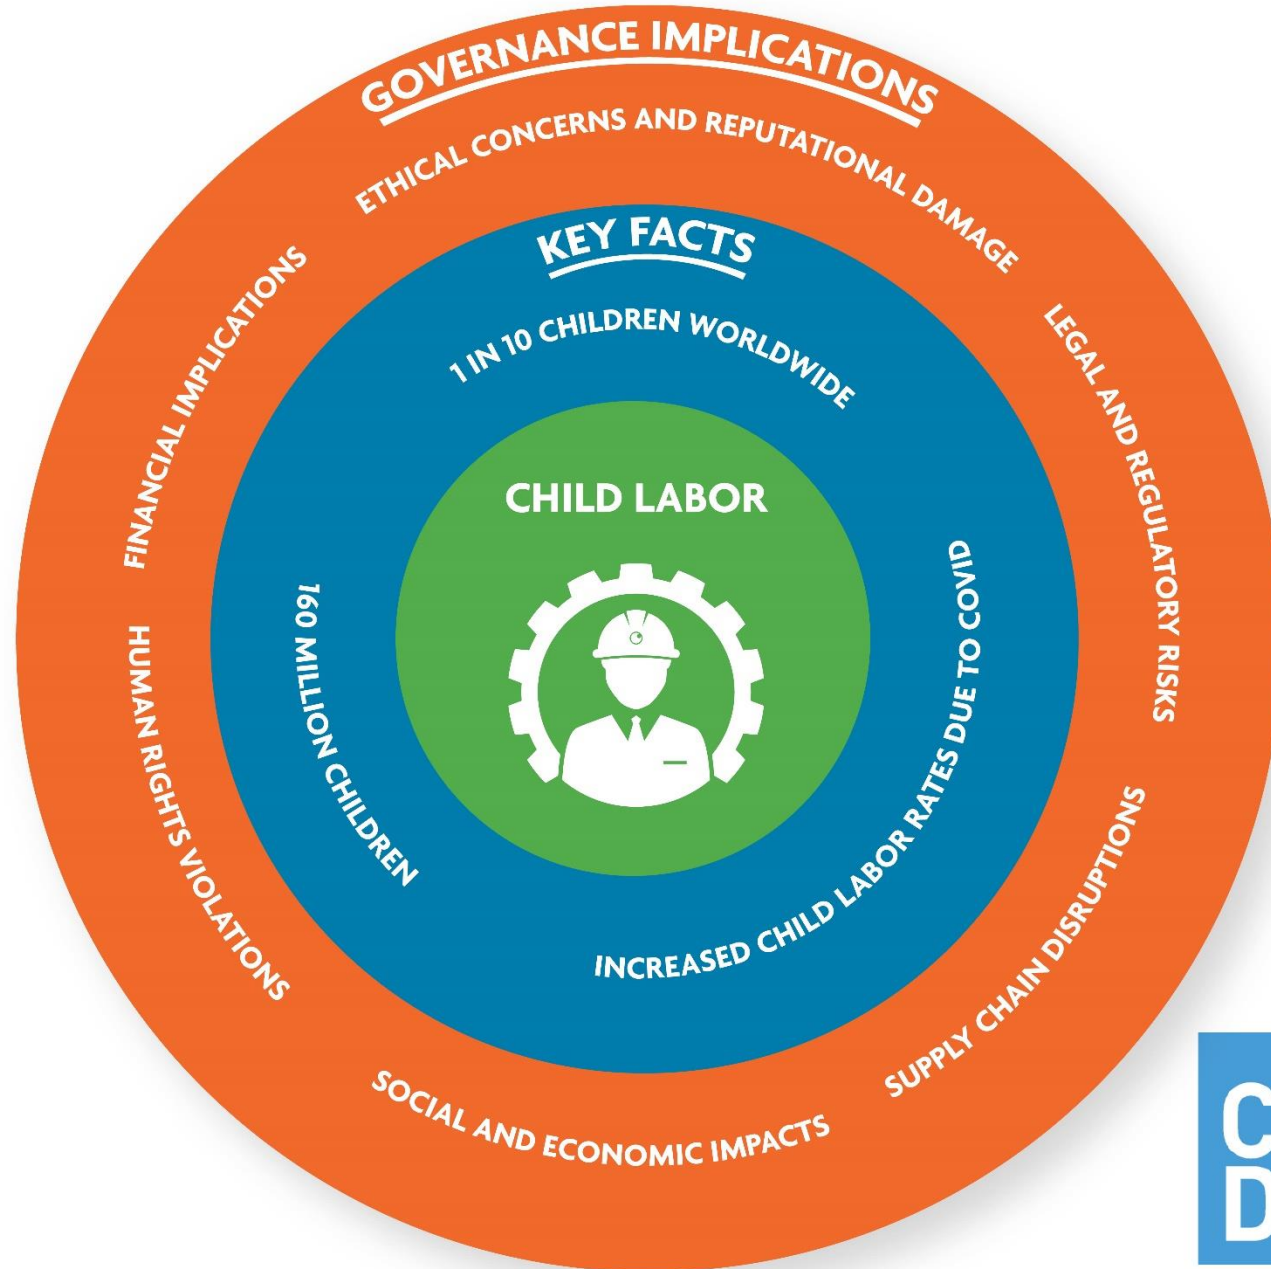 GOVERNANCE IMPLICATIONS
ETHICAL CONCERNS AND REPUTATIONAL DAMAGE
LEGAL AND REGULATORY RISKS
SUPPLY CHAIN DISRUPTIONS
SOCIAL AND ECONOMIC IMPACTS
HUMAN RIGHTS VIOLATIONS
FINANCIAL IMPLICATIONS
KEY FACTS
1 IN 10 CHILDREN WORLDWIDE
INCREASED CHILD LABOR RATES DUE TO COVID
160 MILLION CHILDREN
CHILD LABOR
C
D